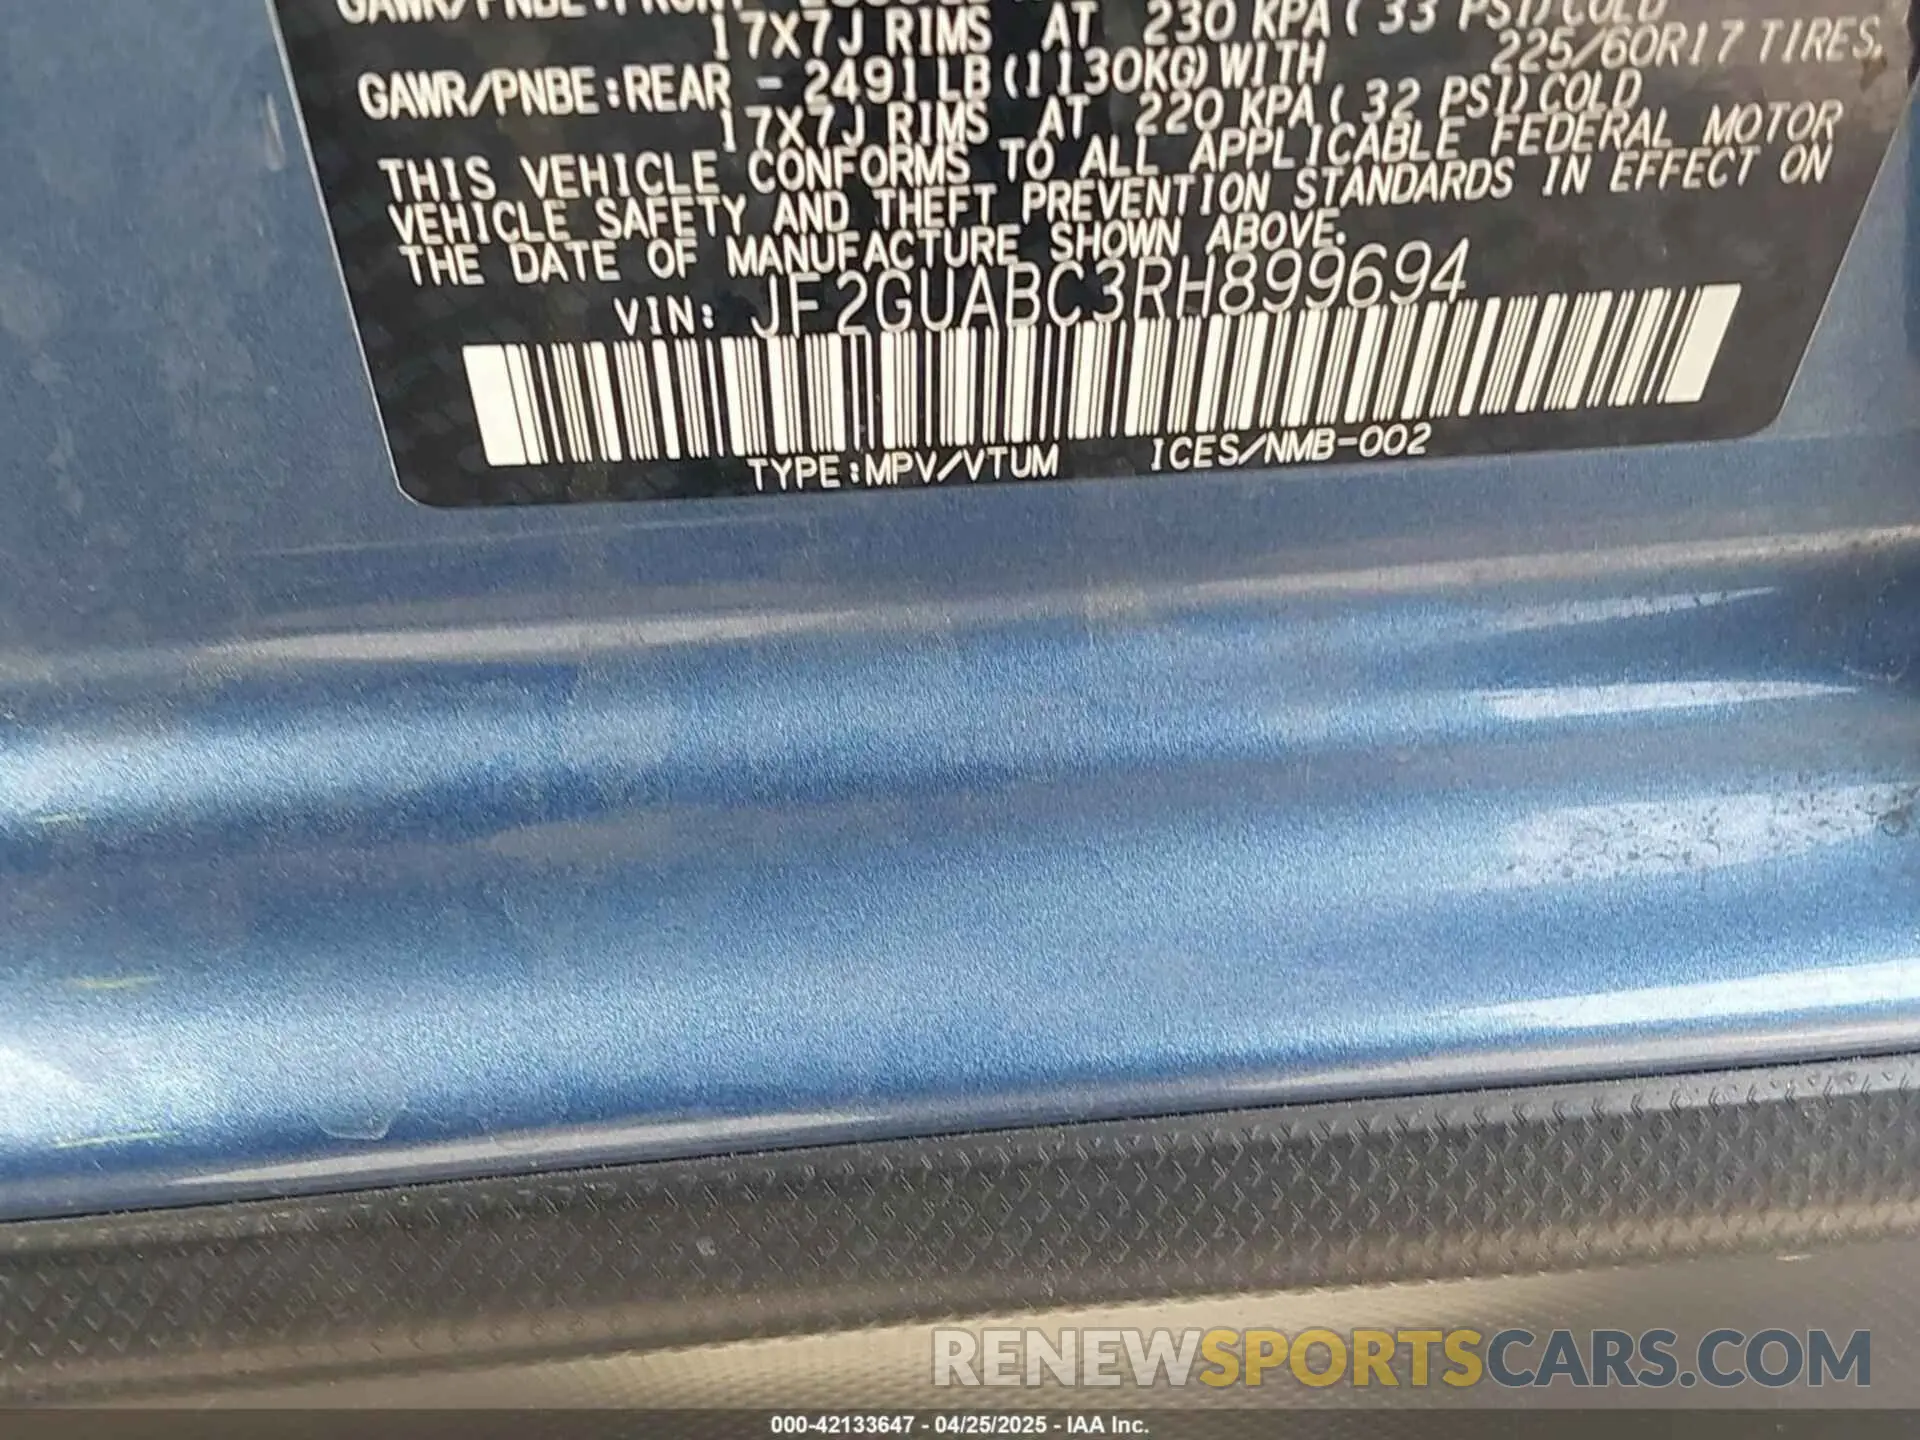 GAWR/PNBE:FRONT
17X7J RIMS AT 230 KPA ( 33 PSI) COLD
GAWR/PNBE:REAR - 2491 LB (1130KG) WITH 225/60R17 TIRES,
17X7J RIMS AT 220 KPA ( 32 PSI) COLD
THIS VEHICLE CONFORMS TO ALL APPLICABLE FEDERAL MOTOR
VEHICLE SAFETY AND THEFT PREVENTION STANDARDS IN EFFECT ON
THE DATE OF MANUFACTURE SHOWN ABOVE.
VIN: JF2GUABC3RH899694
TYPE:MPV/VTUM ICES/NMB-002
RENEWSPORTSCARS.COM
000-42133647 - 04/25/2025 - IAA Inc.